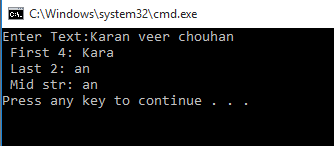 C:\Windows\system32\cmd.exe
Enter Text:Karan veer chouhan
First 4: Kara
Last 2: an
Mid str: an
Press any key to continue . . .